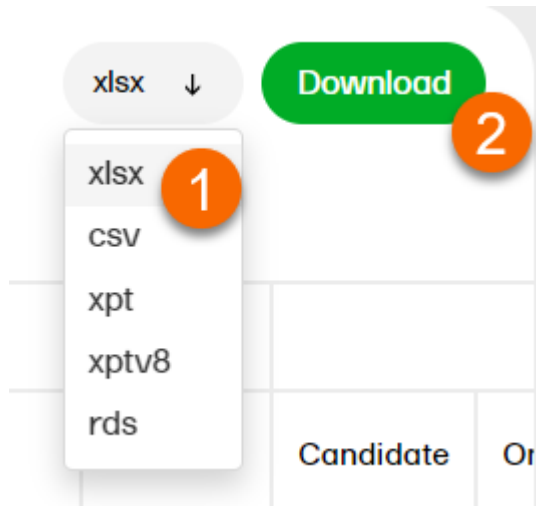 xlsx ↓ Download
2
xlsx
1
csv
xpt
xptv8
rds
Candidate